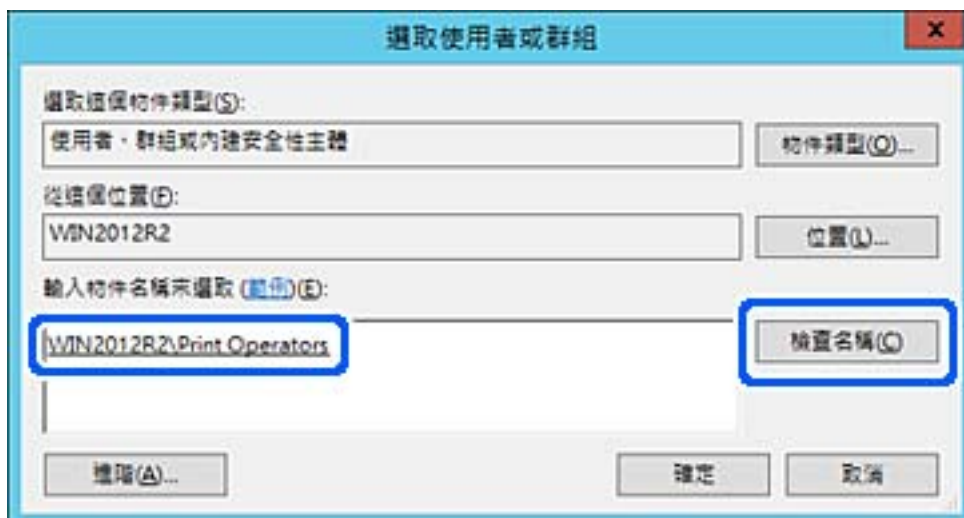 選取使用者或群組
x
選取這個物件類型(S):
使用者、群組或內建安全性主體
物件類型(O)...
從這個位置(F):
WIN2012R2
位置(L)...
輸入物件名稱來選取 (範例)(E):
WIN2012R2\Print Operators
檢查名稱(C)
進階(A)...
確定
取消